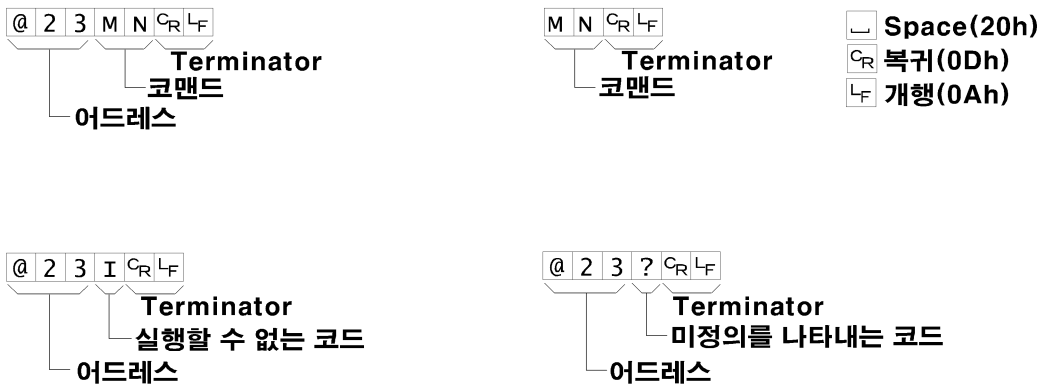 @ 2 3 M N CR LF
Terminator
코맨드
어드레스
M N CR LF
Terminator
코맨드
⎵ Space(20h)
CR 복귀(0Dh)
LF 개행(0Ah)
@ 2 3 I CR LF
Terminator
실행할 수 없는 코드
어드레스
@ 2 3 ? CR LF
Terminator
미정의를 나타내는 코드
어드레스